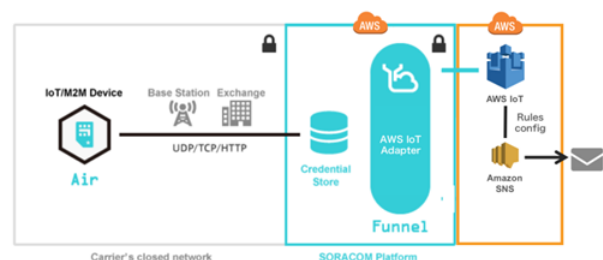 AWS
AWS
IoT/M2M Device
Base Station
Exchange
UDP/TCP/HTTP
Air
Credential
Store
AWS IoT
Adapter
Funnel
AWS IoT
Rules
config
Amazon
SNS
Carrier's closed network
SORACOM Platform